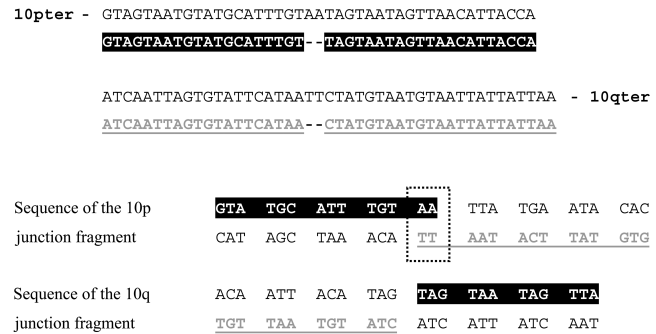 10pter - GTAGTAATGTATGCATTTGTAATAGTAATAGTTAACATTACCA
GTAGTAATGTATGCATTTGT--TAGTAATAGTTAACATTACCA
ATCAATTAGTGTATTCATAATTCTATGTAATGTAATTATTATTAA - 10qter
ATCAATTAGTGTATTCATAA--CTATGTAATGTAATTATTATTAA
Sequence of the 10p GTA TGC ATT TGT AA TTA TGA ATA CAC
junction fragment CAT AGC TAA ACA TT AAT ACT TAT GTG
Sequence of the 10q ACA ATT ACA TAG TAG TAA TAG TTA
junction fragment TGT TAA TGT ATC ATC ATT ATC AAT